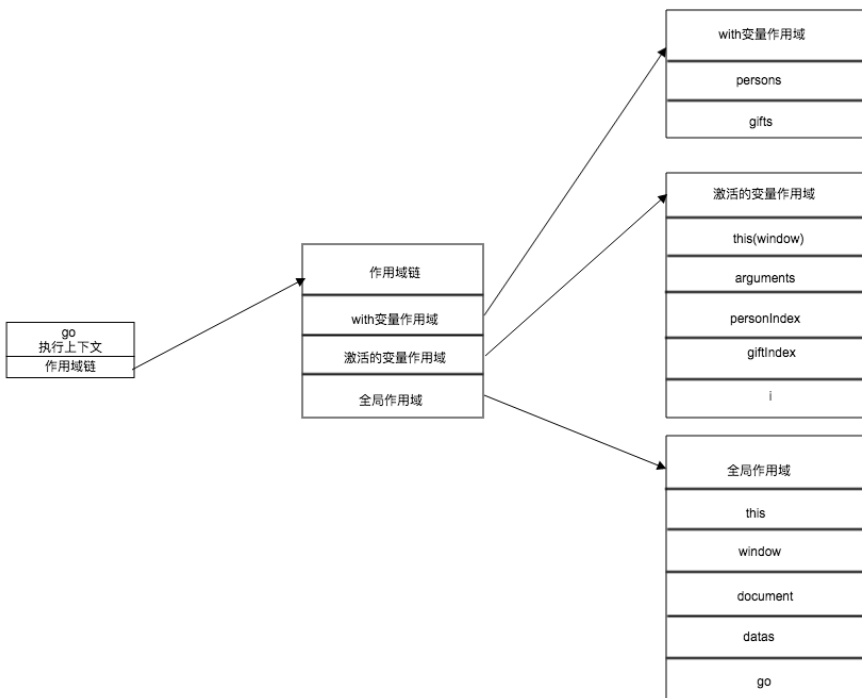 go
执行上下文
作用域链
作用域链
with变量作用域
激活的变量作用域
全局作用域
with变量作用域
persons
gifts
激活的变量作用域
this(window)
arguments
personIndex
giftIndex
i
全局作用域
this
window
document
datas
go